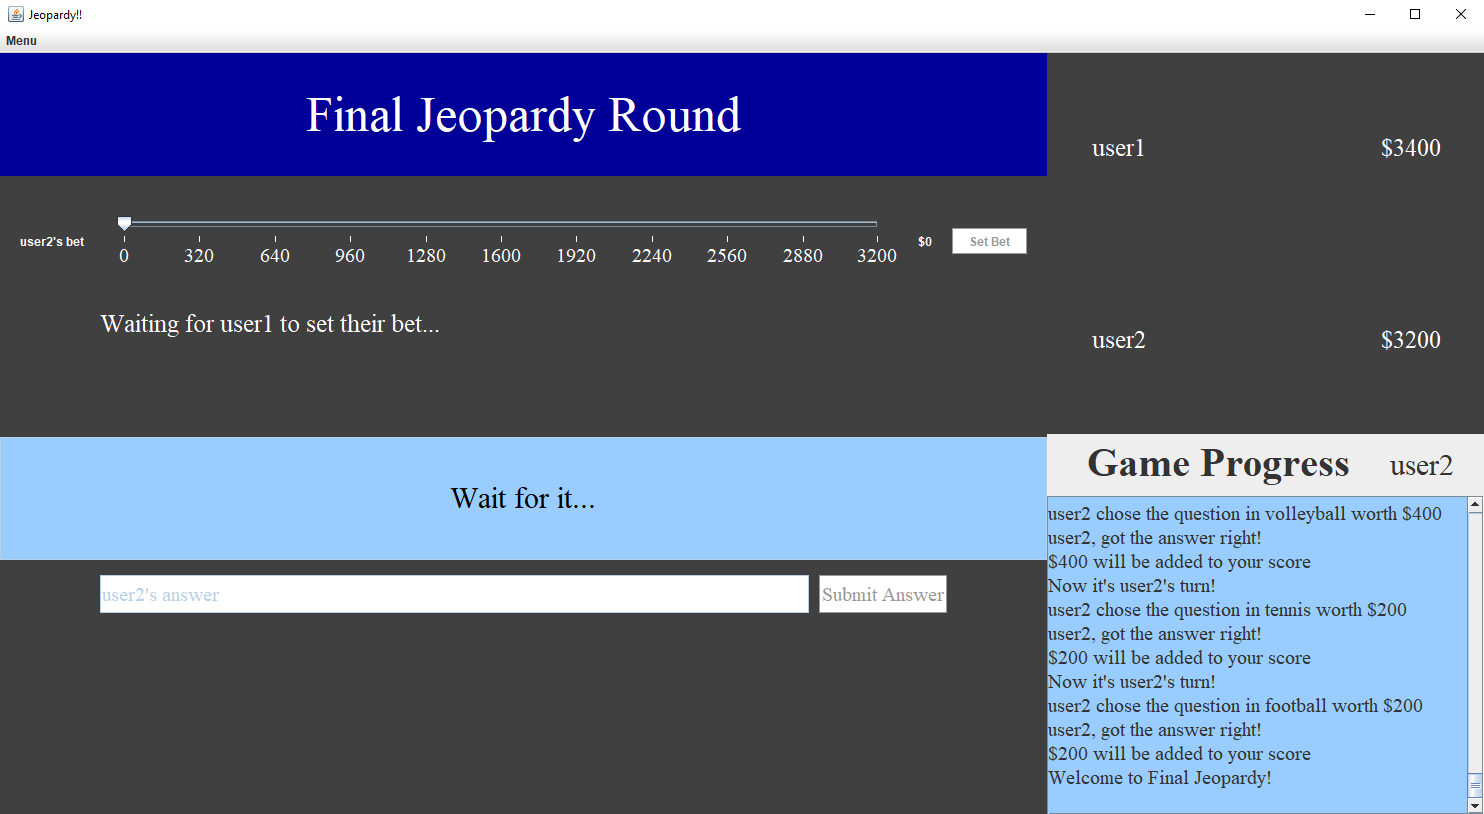 Jeopardy!!
Menu
Final Jeopardy Round
user2's bet
0 320 640 960 1280 1600 1920 2240 2560 2880 3200
$0
Set Bet
Waiting for user1 to set their bet...
Wait for it...
user2's answer
Submit Answer
user1 $3400
user2 $3200
Game Progress user2
user2 chose the question in volleyball worth $400
user2, got the answer right!
$400 will be added to your score
Now it's user2's turn!
user2 chose the question in tennis worth $200
user2, got the answer right!
$200 will be added to your score
Now it's user2's turn!
user2 chose the question in football worth $200
user2, got the answer right!
$200 will be added to your score
Welcome to Final Jeopardy!